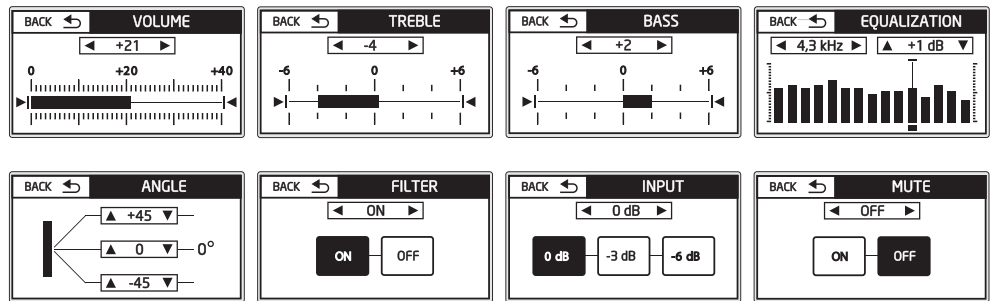 BACK VOLUME
+21
0 +20 +40
BACK TREBLE
-4
-6 0 +6
BACK BASS
+2
-6 0 +6
BACK EQUALIZATION
4,3 kHz +1 dB
BACK ANGLE
+45
0 0°
-45
BACK FILTER
ON
ON OFF
BACK INPUT
0 dB
0 dB -3 dB -6 dB
BACK MUTE
OFF
ON OFF